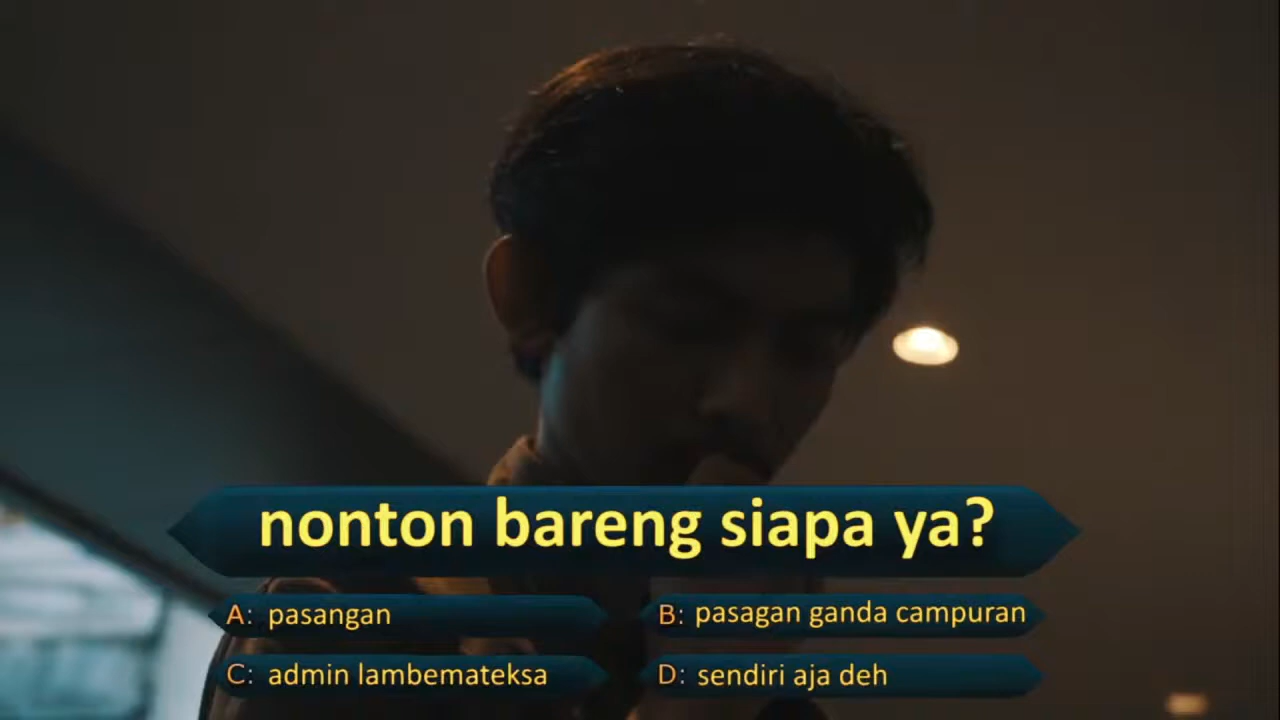 nonton bareng siapa ya?
A: pasangan
B: pasagan ganda campuran
C: admin lambemateksa
D: sendiri aja deh